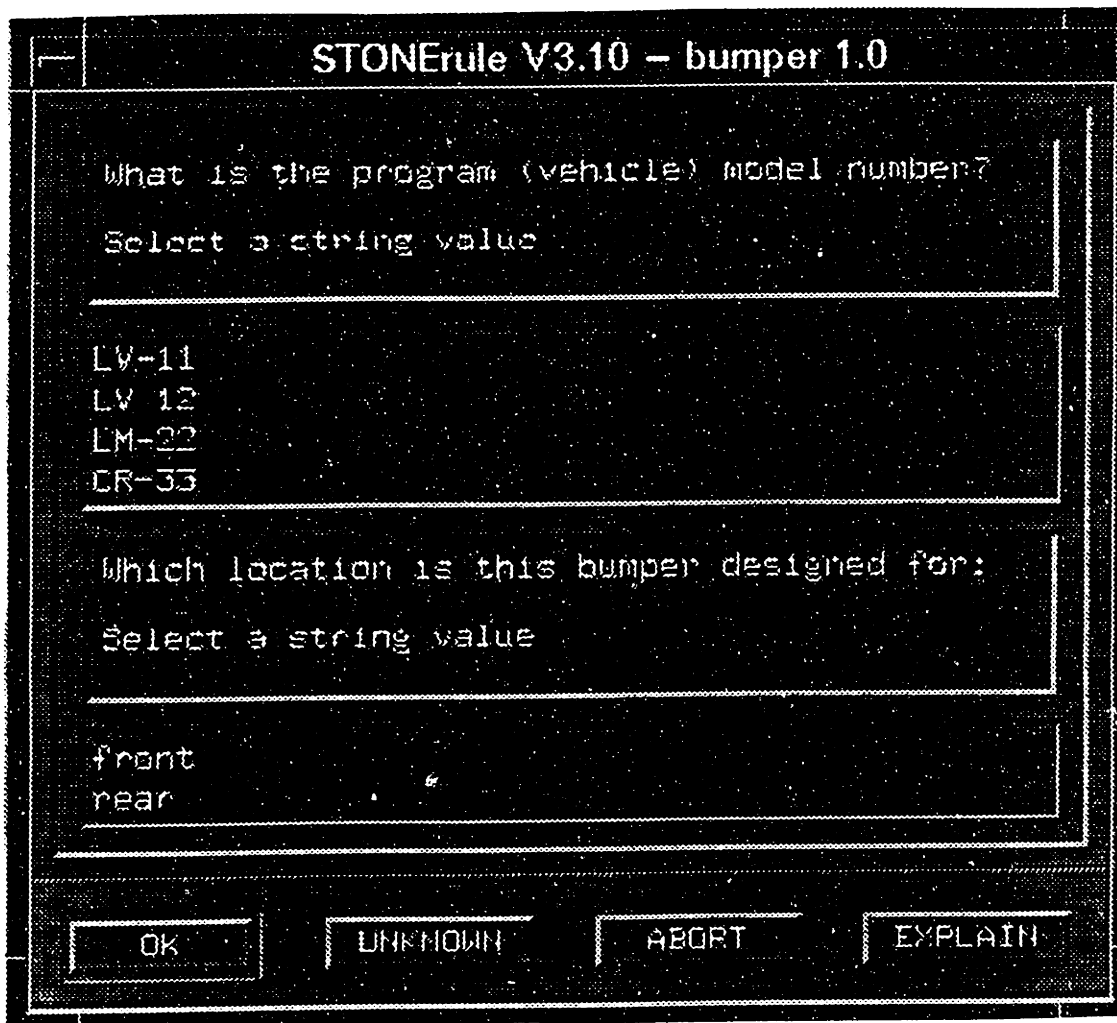 STONErule V3.10 – bumper 1.0
What is the program (vehicle) model number?
Select a string value
LV-11
LV-12
LM-22
CR-33
Which location is this bumper designed for:
Select a string value
front
rear
OK UNKNOWN ABORT EXPLAIN